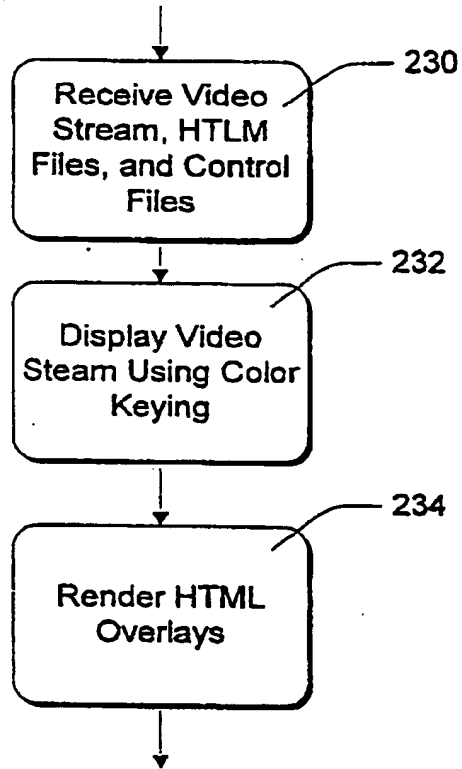 230
Receive Video
Stream, HTLM
Files, and Control
Files
232
Display Video
Steam Using Color
Keying
234
Render HTML
Overlays